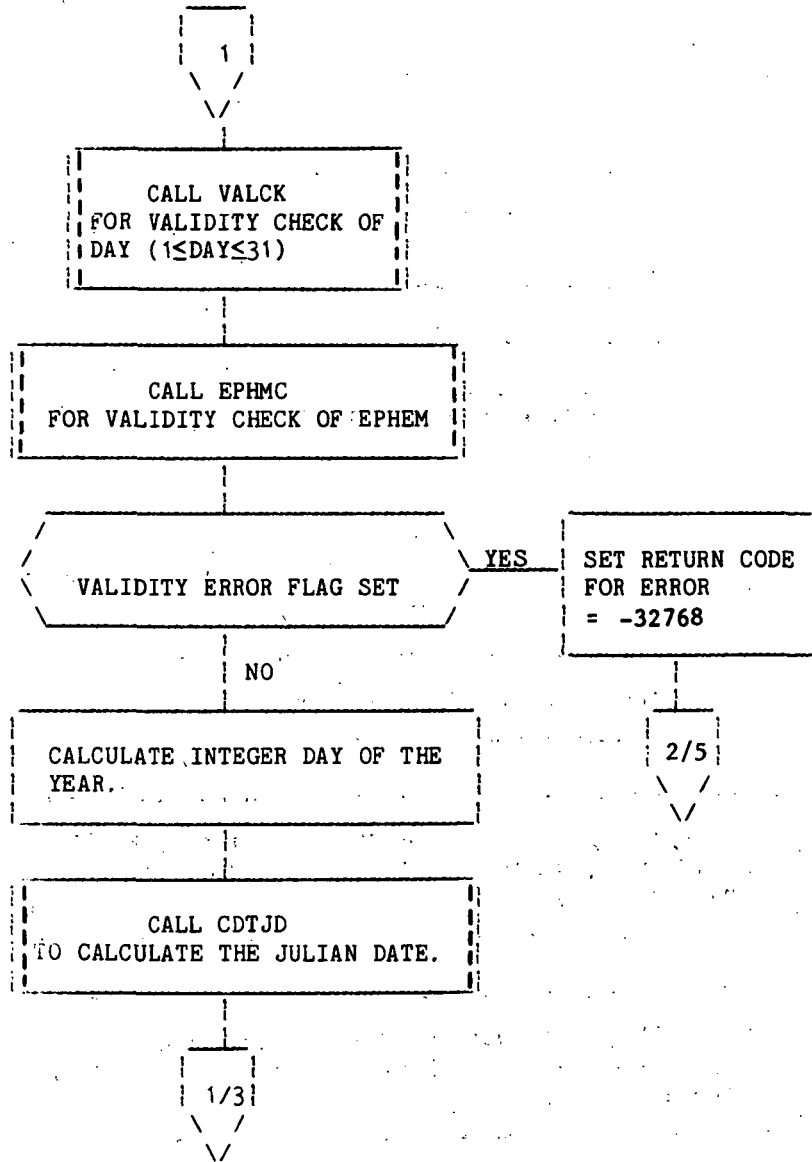 1
CALL VALCK
FOR VALIDITY CHECK OF
DAY (1≤DAY≤31)
CALL EPHMC
FOR VALIDITY CHECK OF EPHEM
VALIDITY ERROR FLAG SET
YES
SET RETURN CODE
FOR ERROR
= -32768
NO
2/5
CALCULATE INTEGER DAY OF THE
YEAR.
CALL CDTJD
TO CALCULATE THE JULIAN DATE.
1/3